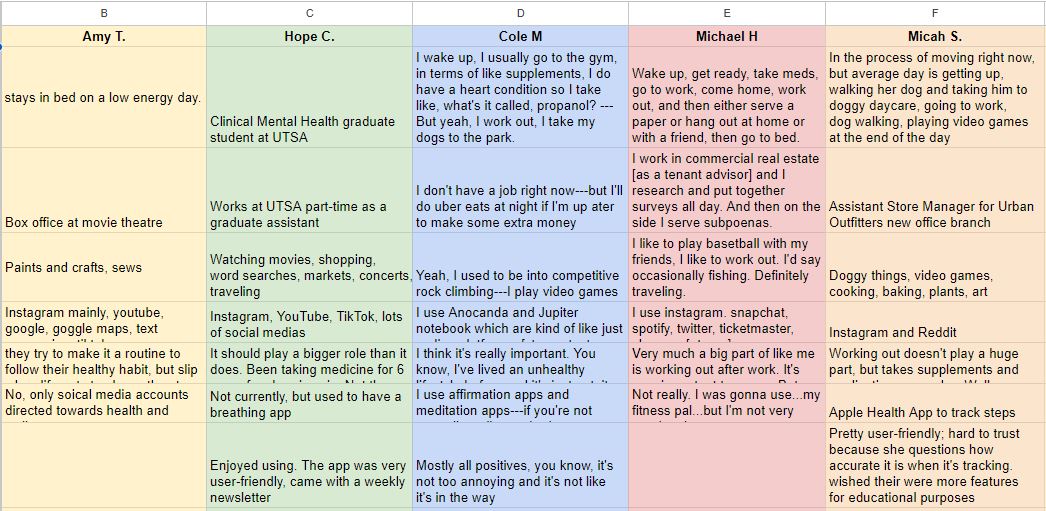 B
C
D
E
F
Amy T.
Hope C.
Cole M
Michael H
Micah S.
stays in bed on a low energy day.
Clinical Mental Health graduate
student at UTSA
I wake up, I usually go to the gym,
in terms of like supplements, I do
have a heart condition so I take
like, what's it called, propanol? ---
But yeah, I work out, I take my
dogs to the park.
Wake up, get ready, take meds,
go to work, come home, work
out, and then either serve a
paper or hang out at home or
with a friend, then go to bed.
In the process of moving right now,
but average day is getting up,
walking her dog and taking him to
doggy daycare, going to work,
dog walking, playing video games
at the end of the day
Box office at movie theatre
Works at UTSA part-time as a
graduate assistant
I don't have a job right now---but I'll
do uber eats at night if I'm up ater
to make some extra money
I work in commercial real estate
[as a tenant advisor] and I
research and put together
surveys all day. And then on the
side I serve subpoenas.
Assistant Store Manager for Urban
Outfitters new office branch
Paints and crafts, sews
Watching movies, shopping,
word searches, markets, concerts,
traveling
Yeah, I used to be into competitive
rock climbing---I play video games
I like to play basketball with my
friends, I like to work out. I'd say
occasionally fishing. Definitely
traveling.
Doggy things, video games,
cooking, baking, plants, art
Instagram mainly, youtube,
google, goggle maps, text
Instagram, YouTube, TikTok, lots
of social medias
I use Anocanda and Jupiter
notebook which are kind of like just
I use instagram. snapchat,
spotify, twitter, ticketmaster,
Instagram and Reddit
they try to make it a routine to
follow their healthy habit, but slip
It should play a bigger role than it
does. Been taking medicine for 6
I think it's really important. You
know, I've lived an unhealthy
Very much a big part of like me
is working out after work. It's
Working out doesn't play a huge
part, but takes supplements and
No, only soical media accounts
directed towards health and
Not currently, but used to have a
breathing app
I use affirmation apps and
meditation apps---if you're not
Not really. I was gonna use...my
fitness pal...but I'm not very
Apple Health App to track steps
Enjoyed using. The app was very
user-friendly, came with a weekly
newsletter
Mostly all positives, you know, it's
not too annoying and it's not like
it's in the way
Pretty user-friendly; hard to trust
because she questions how
accurate it is when it's tracking.
wished their were more features
for educational purposes